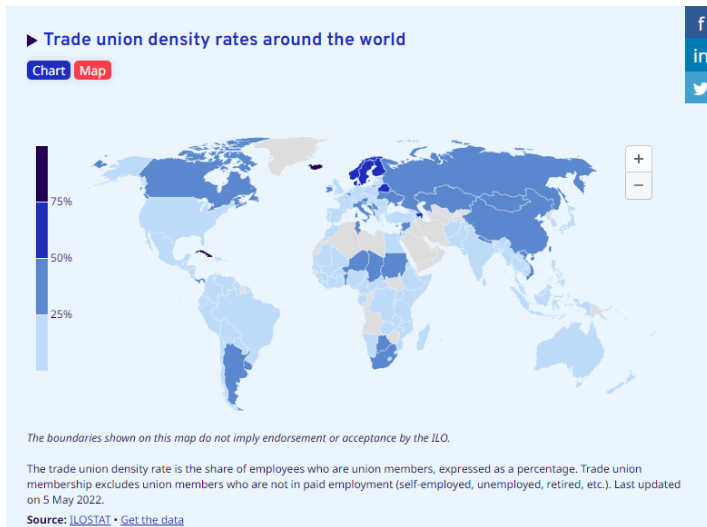 f
in
▶ Trade union density rates around the world
Chart Map
+
−
75%
50%
25%
The boundaries shown on this map do not imply endorsement or acceptance by the ILO.
The trade union density rate is the share of employees who are union members, expressed as a percentage. Trade union
membership excludes union members who are not in paid employment (self-employed, unemployed, retired, etc.). Last updated
on 5 May 2022.
Source: ILOSTAT • Get the data